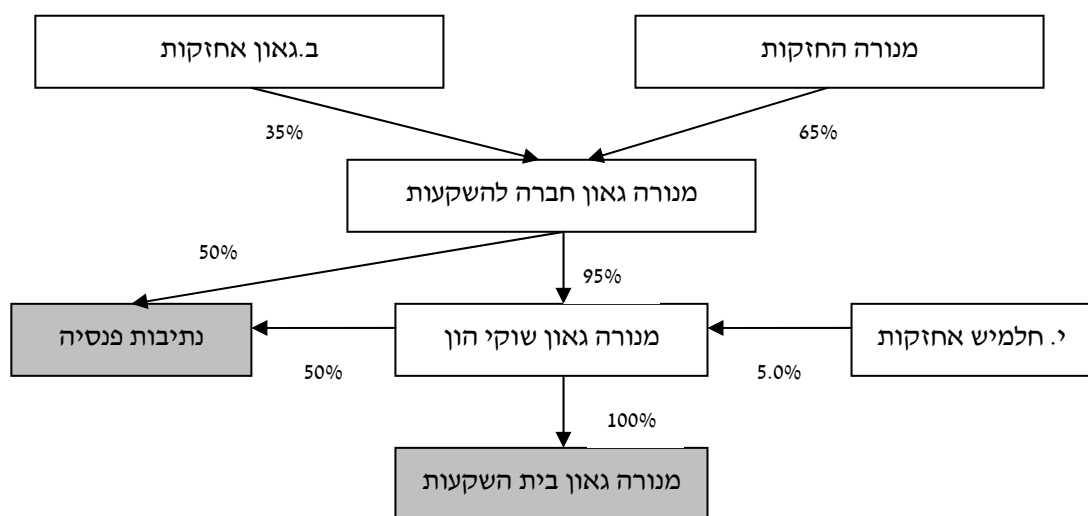 מנורה החזקות
ב.גאון אחזקות
65%
35%
מנורה גאון חברה להשקעות
50%
95%
י. חלמיש אחזקות
מנורה גאון שוקי הון
נתיבות פנסיה
5.0%
50%
100%
מנורה גאון בית השקעות